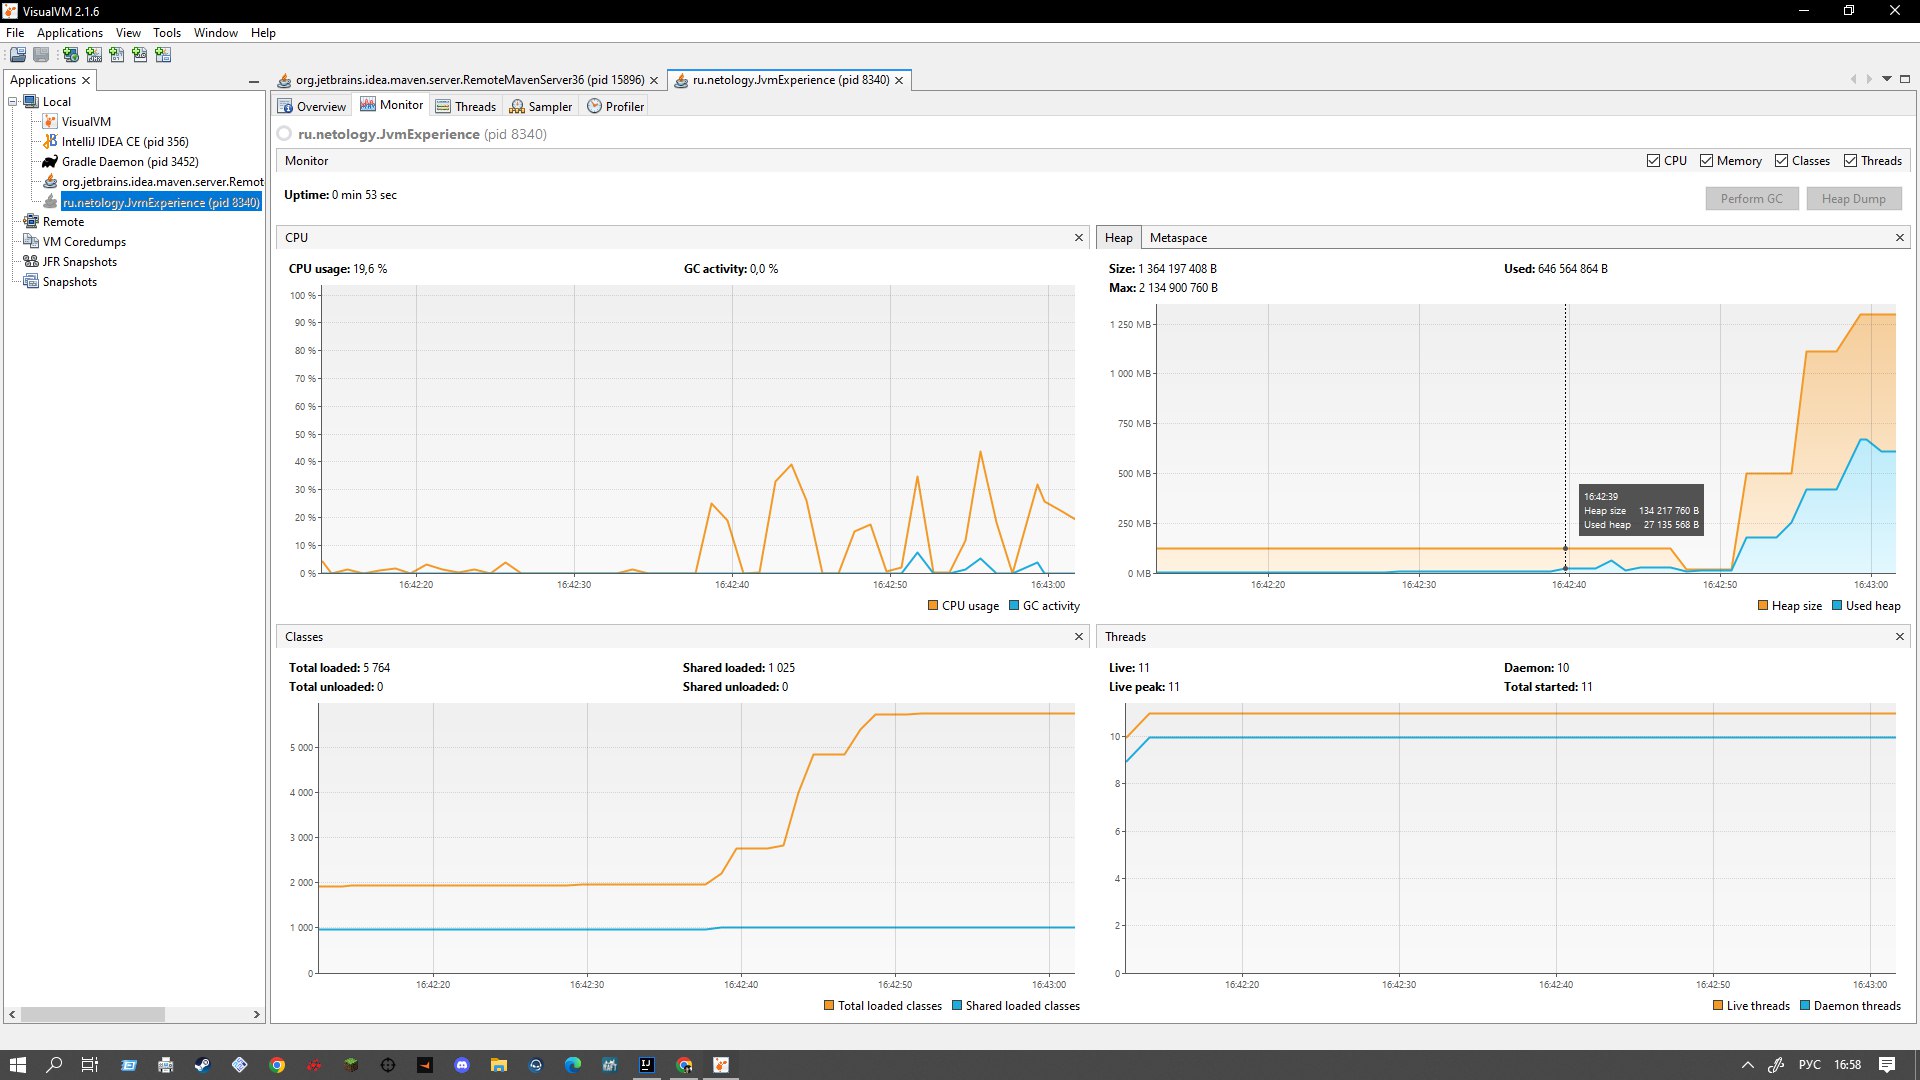 VisualVM 2.1.6
File Applications View Tools Window Help
Applications
Local
VisualVM
IntelliJ IDEA CE (pid 356)
Gradle Daemon (pid 3452)
org.jetbrains.idea.maven.server.Remot
ru.netology.JvmExperience (pid 8340)
Remote
VM Coredumps
JFR Snapshots
Snapshots
org.jetbrains.idea.maven.server.RemoteMavenServer36 (pid 15896)
ru.netology.JvmExperience (pid 8340)
Overview Monitor Threads Sampler Profiler
ru.netology.JvmExperience (pid 8340)
Monitor
CPU Memory Classes Threads
Uptime: 0 min 53 sec
Perform GC Heap Dump
CPU
CPU usage: 19,6 % GC activity: 0,0 %
100 %
90 %
80 %
70 %
60 %
50 %
40 %
30 %
20 %
10 %
0 %
16:42:20 16:42:30 16:42:40 16:42:50 16:43:00
CPU usage GC activity
Heap Metaspace
Size: 1 364 197 408 B Used: 646 564 864 B
Max: 2 134 900 760 B
1 250 MB
1 000 MB
750 MB
500 MB
250 MB
0 MB
16:42:39
Heap size 134 217 760 B
Used heap 27 135 568 B
16:42:20 16:42:30 16:42:40 16:42:50 16:43:00
Heap size Used heap
Classes
Total loaded: 5 764 Shared loaded: 1 025
Total unloaded: 0 Shared unloaded: 0
5 000
4 000
3 000
2 000
1 000
0
16:42:20 16:42:30 16:42:40 16:42:50 16:43:00
Total loaded classes Shared loaded classes
Threads
Live: 11 Daemon: 10
Live peak: 11 Total started: 11
10
8
6
4
2
0
16:42:20 16:42:30 16:42:40 16:42:50 16:43:00
Live threads Daemon threads
РУС 16:58